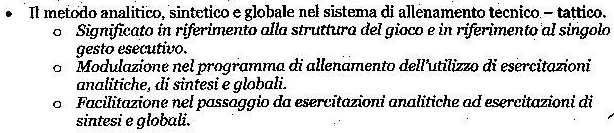 • Il metodo analitico, sintetico e globale nel sistema di allenamento tecnico – tattico.
o Significato in riferimento alla struttura del gioco e in riferimento al singolo
gesto esecutivo.
o Modulazione nel programma di allenamento dell'utilizzo di esercitazioni
analitiche, di sintesi e globali.
o Facilitazione nel passaggio da esercitazioni analitiche ad esercitazioni di
sintesi e globali.